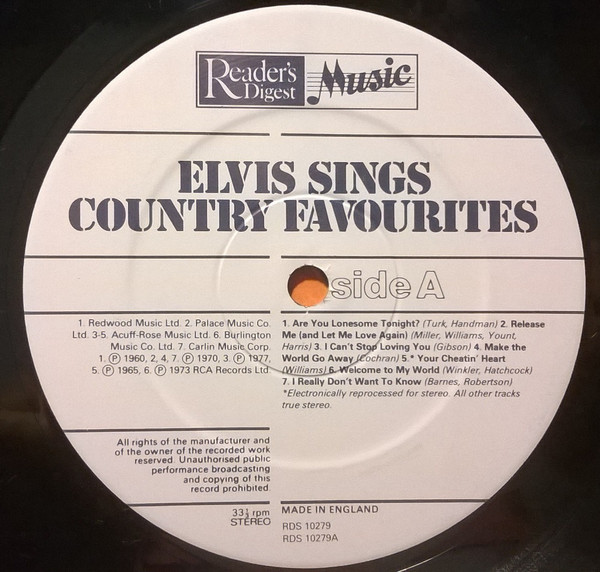 Reader's
Digest
Music
ELVIS SINGS
COUNTRY FAVOURITES
side A
1. Redwood Music Ltd. 2. Palace Music Co.
Ltd. 3-5. Acuff-Rose Music Ltd. 6. Burlington
Music Co. Ltd. 7. Carlin Music Corp.
1. Ⓟ 1960, 2, 4, 7. Ⓟ 1970, 3. Ⓟ 1977,
5. Ⓟ 1965, 6. Ⓟ 1973 RCA Records Ltd.
1. Are You Lonesome Tonight? (Turk, Handman) 2. Release
Me (and Let Me Love Again) (Miller, Williams, Yount,
Harris) 3. I Can't Stop Loving You (Gibson) 4. Make the
World Go Away (Cochran) 5.* Your Cheatin' Heart
(Williams) 6. Welcome to My World (Winkler, Hatchcock)
7. I Really Don't Want To Know (Barnes, Robertson)
*Electronically reprocessed for stereo. All other tracks
true stereo.
All rights of the manufacturer and
of the owner of the recorded work
reserved. Unauthorised public
performance broadcasting
and copying of this
record prohibited.
33⅓ rpm
STEREO
MADE IN ENGLAND
RDS 10279
RDS 10279A